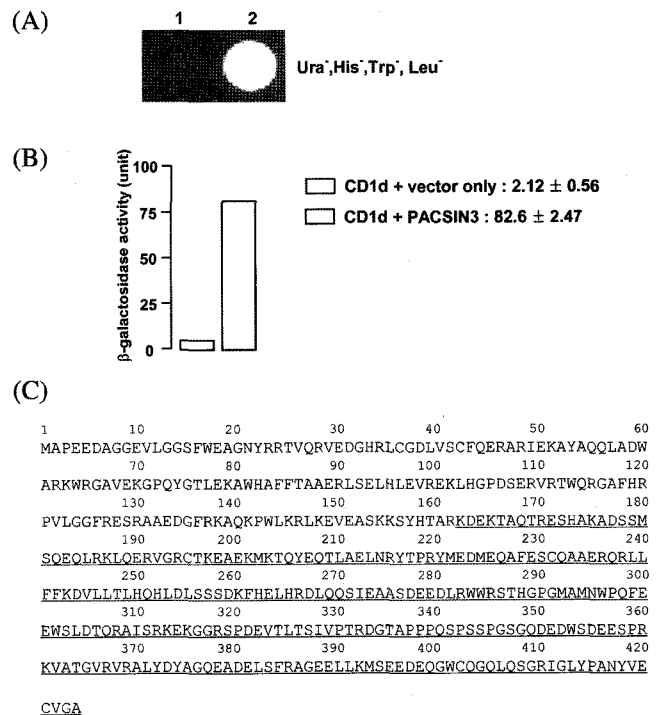 (A)
1 2
Ura⁻,His⁻,Trp⁻, Leu⁻
(B)
β-galactosidase activity (unit)
100
75
50
25
0
CD1d + vector only : 2.12 ± 0.56
CD1d + PACSIN3 : 82.6 ± 2.47
(C)
1 10 20 30 40 50 60
MAPEEDAGGEVLGGSFWEAGNYRRTVQRVEDGHRLCGDLVSCFQERARIEKAYAQQLADW
70 80 90 100 110 120
ARKWRGAVEKGPQYGTLEKAWHAFFTAAERLSELHLEVREKLHGPDSERVRTWQRGAFHR
130 140 150 160 170 180
PVLGGFRESRAAEDGFRKAQKPWLKRLKEVEASKKSYHTARKDEKTAQTRESHAKADSSM
190 200 210 220 230 240
SQEQLRKLQERVGRCTKEAEKMKTQYEQTLAELNRYTPRYMEDMEQAFESCQAAERQRLL
250 260 270 280 290 300
FFKDVLLTLHQHLDLSSSDKFHELHRDLQQSIEAASDEEDLRWWRSTHGPGMAMNWPQFE
310 320 330 340 350 360
EWSLDTQRAISRKEKGGRSPDEVTLTSIVPTRDGTAPPPQSPSSPGSGQDEDWSDEESPR
370 380 390 400 410 420
KVATGVRVRALYDYAGQEADELSFRAGEELLKMSEEDEQGWCQGQLQSGRIGLYPANYVE
CVGA